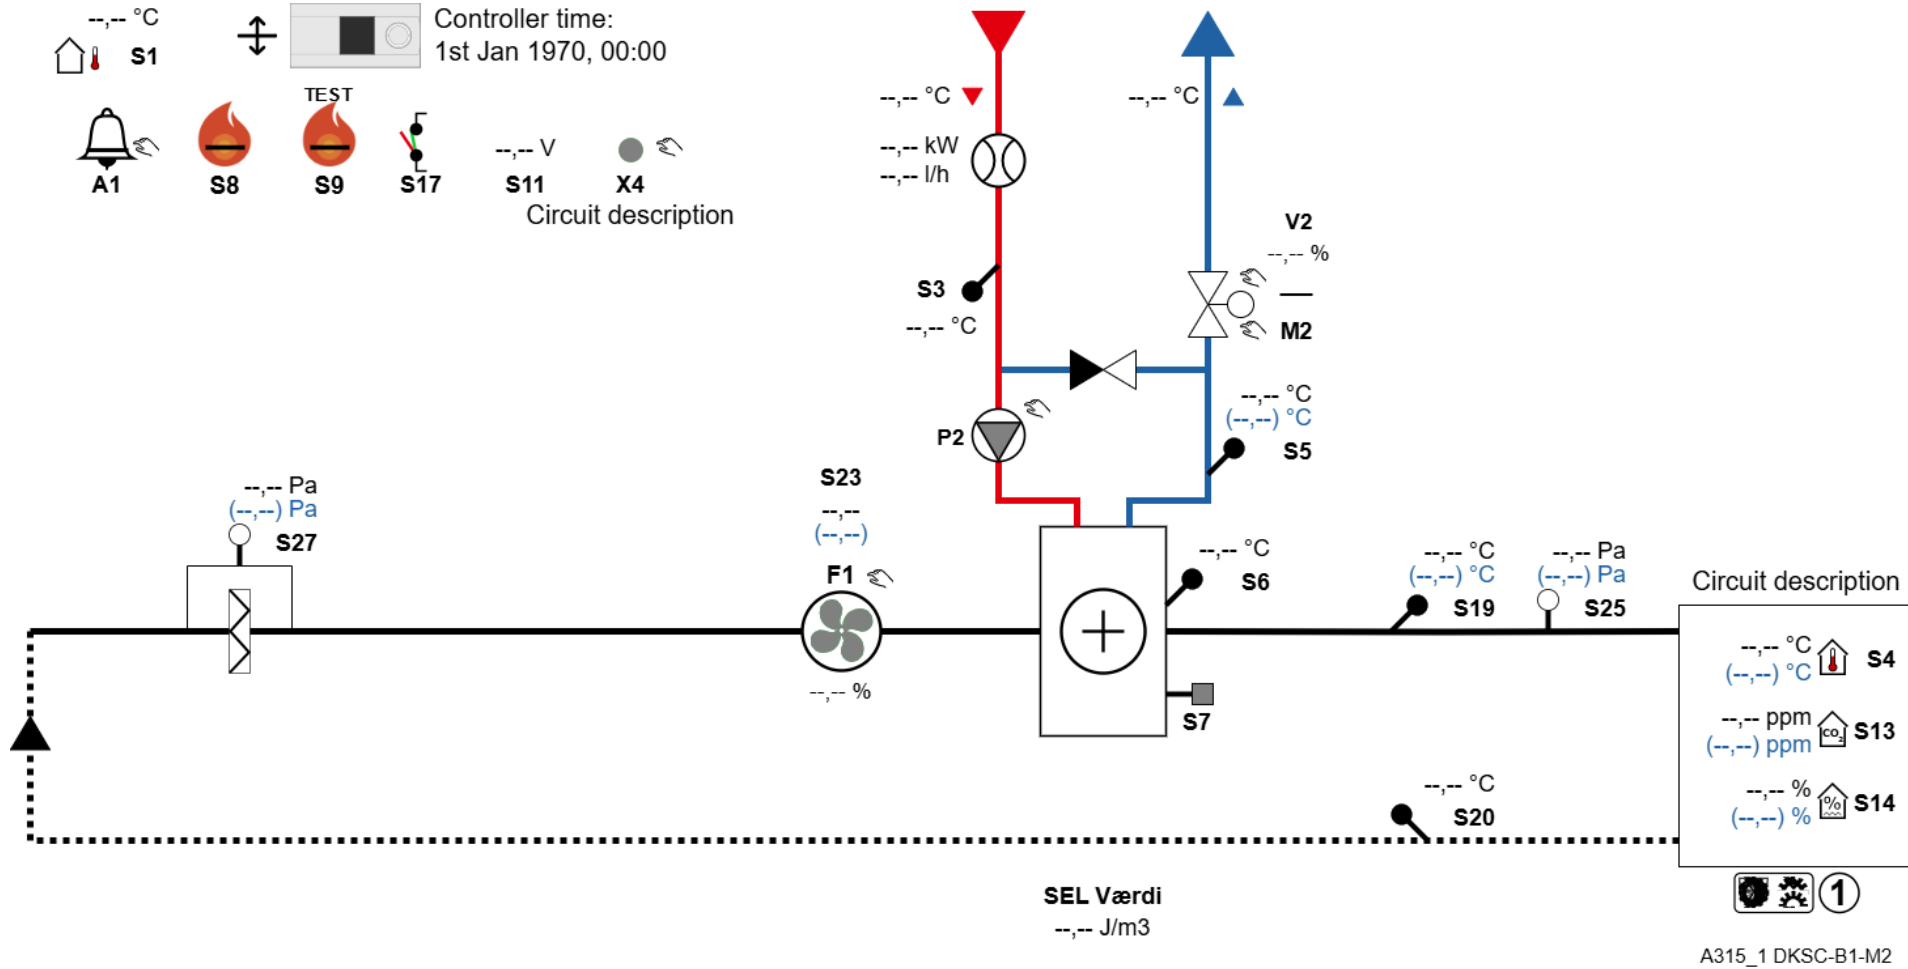 --,-- °C
S1
Controller time:
1st Jan 1970, 00:00
TEST
A1
S8
S9
S17
--,-- V
S11
X4
Circuit description
--,-- °C
--,-- kW
--,-- l/h
--,-- °C
V2
--,-- %
M2
S3
--,-- °C
P2
--,-- °C
(--,--) °C
S5
--,-- Pa
(--,--) Pa
S27
S23
--,--
(--,--)
F1
--,-- %
--,-- °C
S6
S7
--,-- °C
(--,--) °C
S19
--,-- Pa
(--,--) Pa
S25
Circuit description
--,-- °C
(--,--) °C
S4
--,-- ppm
(--,--) ppm
CO2
S13
--,-- %
(--,--) %
%
S14
--,-- °C
S20
SEL Værdi
--,-- J/m3
1
A315_1 DKSC-B1-M2